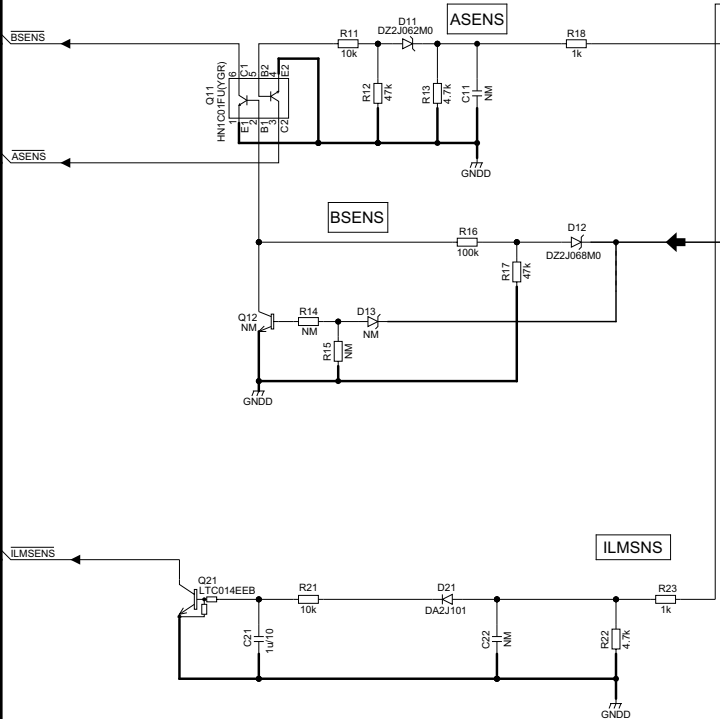 BSENS
R11
10k
D11
DZ2J062M0
ASENS
R18
1k
Q11
HN1C01FU(YGR)
6 5 4
C1 B2 E2
1 2 3
E1 B1 C2
R12
47k
R13
4.7k
C11
NM
ASENS
GNDD
BSENS
R16
100k
D12
DZ2J068M0
R17
47k
Q12
NM
R14
NM
D13
NM
R15
NM
GNDD
ILMSENS
ILMSNS
Q21
LTC014EEB
R21
10k
D21
DA2J101
R23
1k
C21
1u/10
C22
NM
R22
4.7k
GNDD